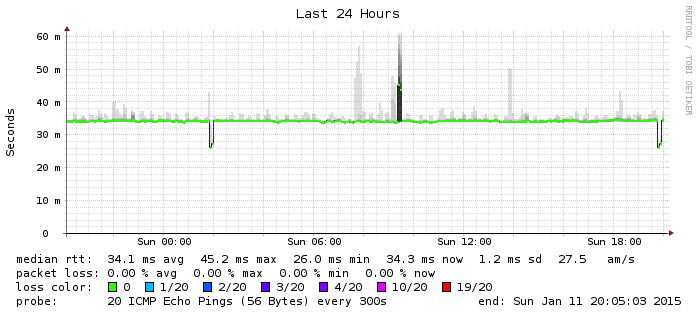 Last 24 Hours
RRDTOOL / TOBI OETIKER
Seconds
60 m
50 m
40 m
30 m
20 m
10 m
0
Sun 00:00 Sun 06:00 Sun 12:00 Sun 18:00
median rtt: 34.1 ms avg 45.2 ms max 26.0 ms min 34.3 ms now 1.2 ms sd 27.5 am/s
packet loss: 0.00 % avg 0.00 % max 0.00 % min 0.00 % now
loss color: 0 1/20 2/20 3/20 4/20 10/20 19/20
probe: 20 ICMP Echo Pings (56 Bytes) every 300s end: Sun Jan 11 20:05:03 2015